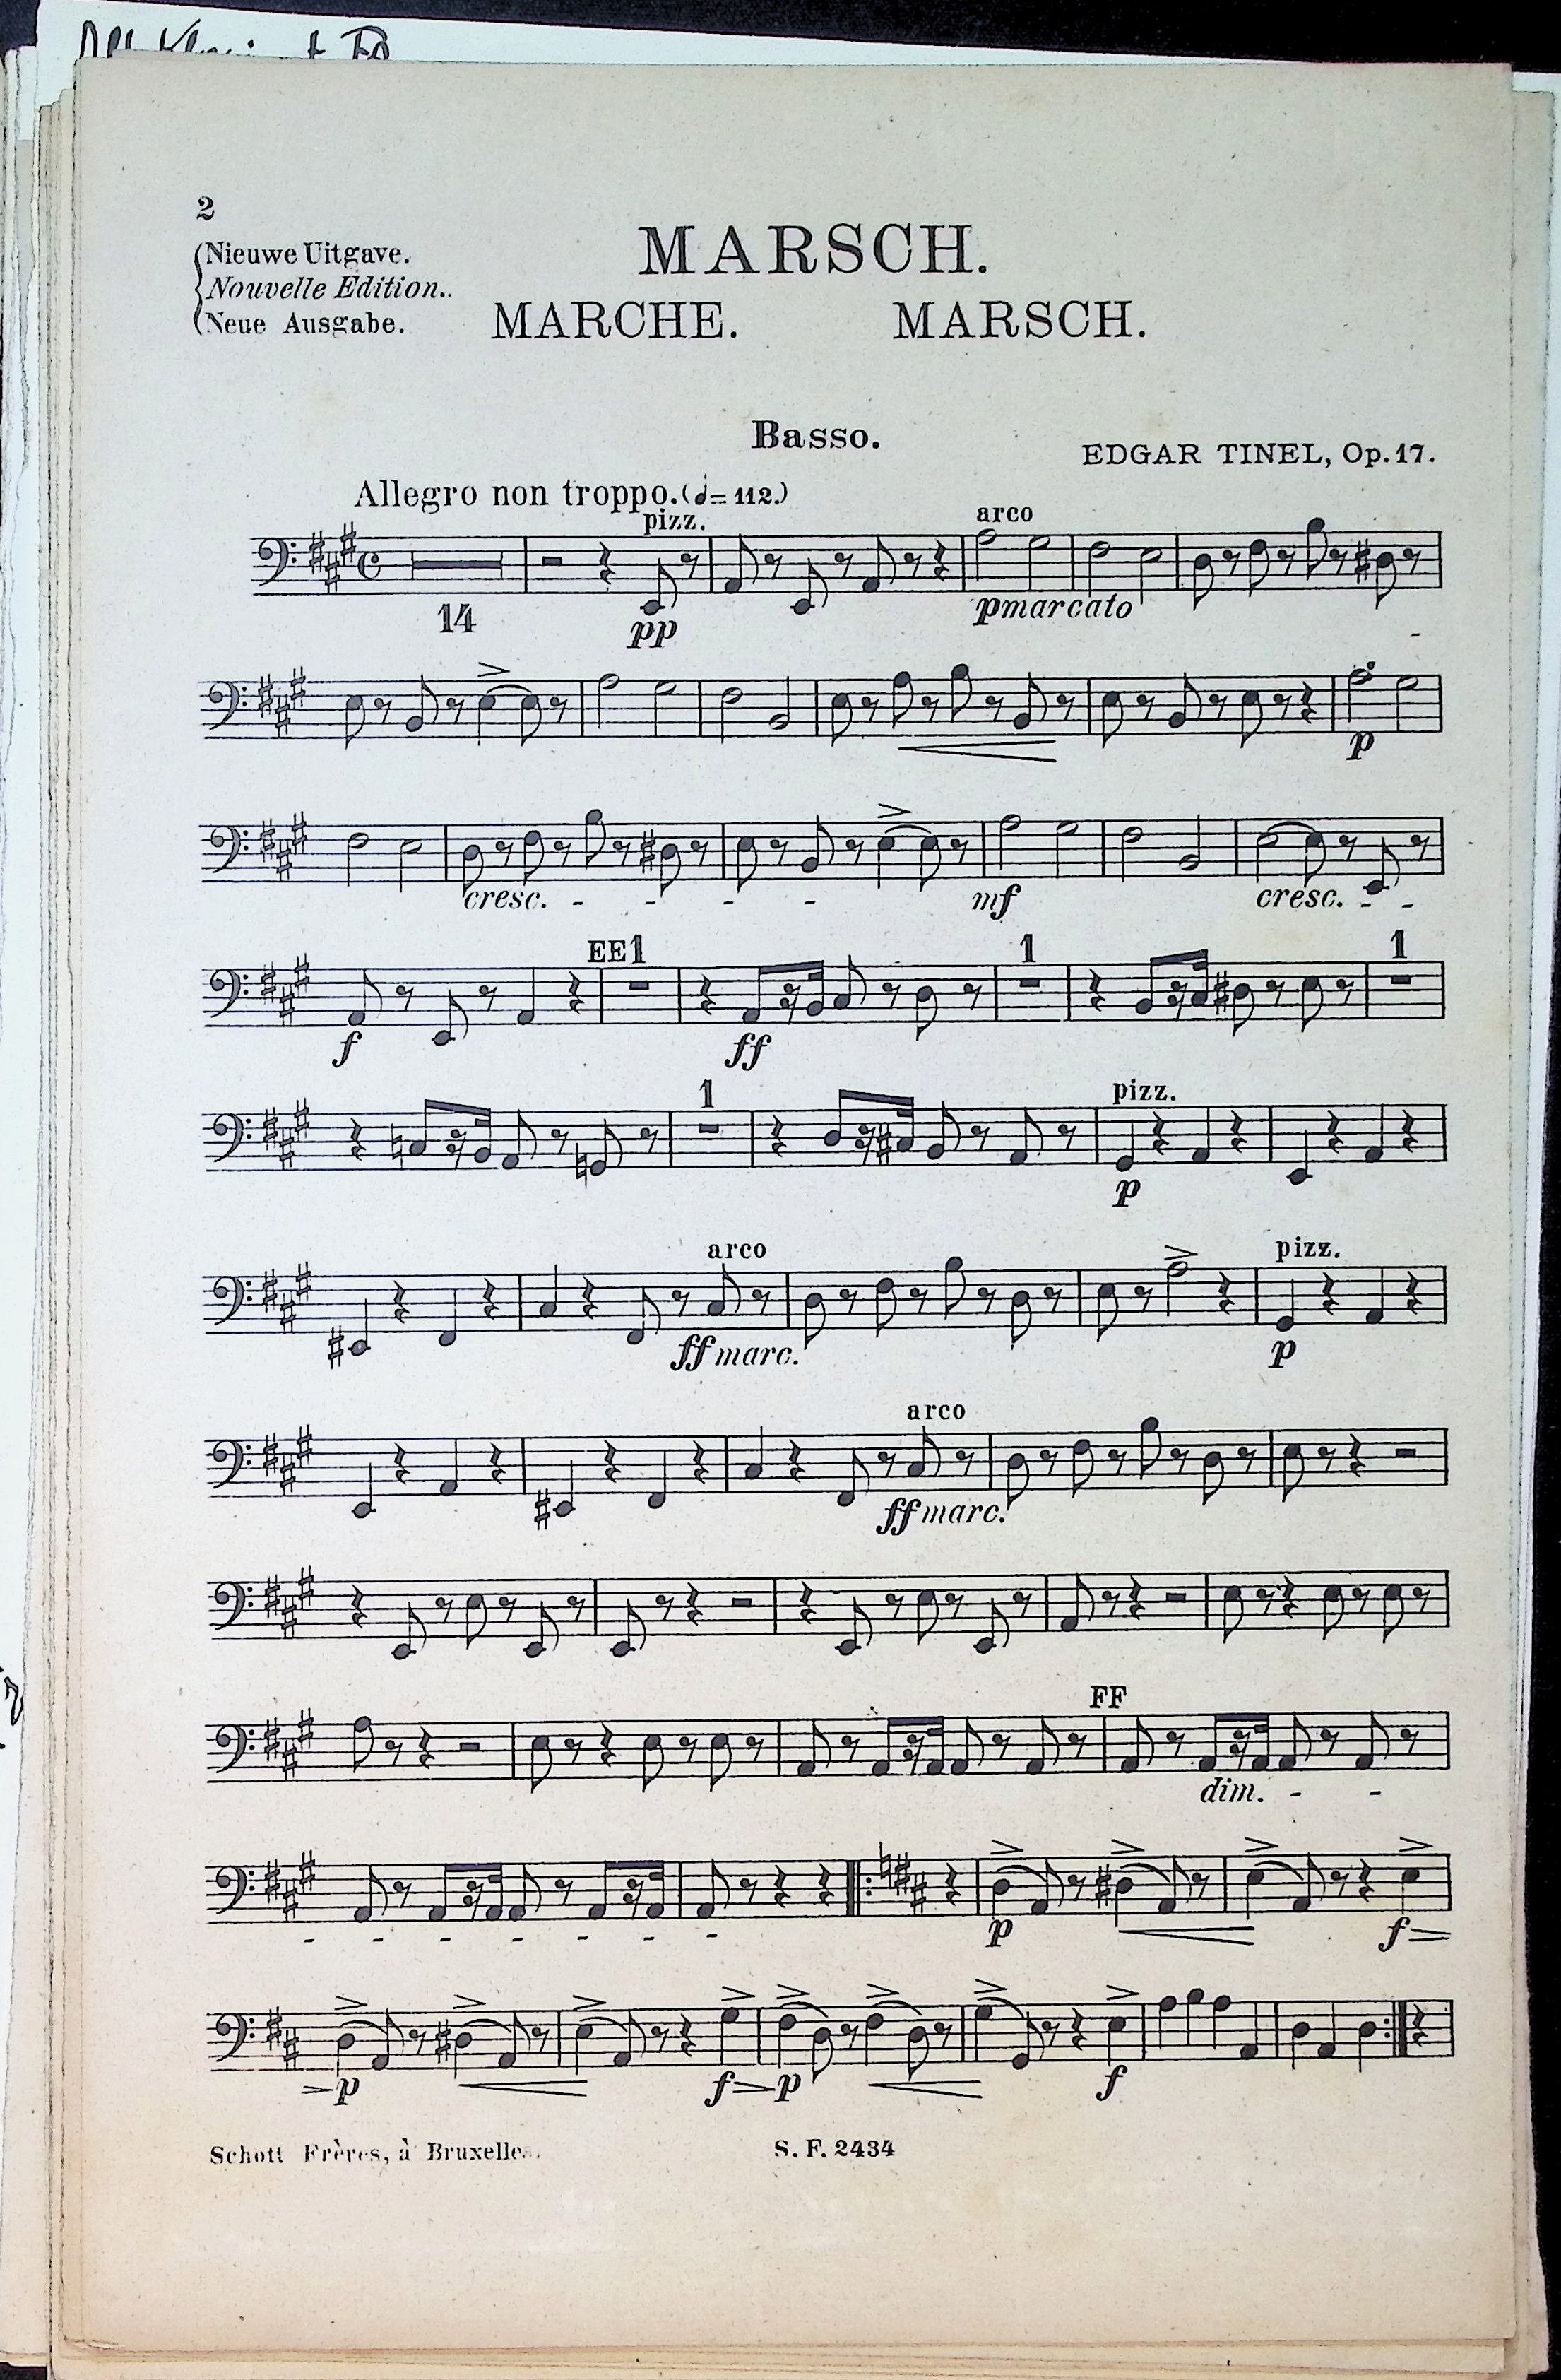 2
Nieuwe Uitgave.
Nouvelle Edition..
Neue Ausgabe.
MARSCH.
MARCHE. MARSCH.
Basso.
EDGAR TINEL, Op. 17.
Allegro non troppo. (= 112.)
pizz. arco
14 pp p marcato
p
cresc. - - - - mf cresc. - -
EE 1 1 1
f ff
1 pizz.
p
arco pizz.
ff marc. p
arco
ff marc.
FF
dim. - -
- - - - - - - p f
p f p f
Schott Frères, à Bruxelle
S. F. 2434